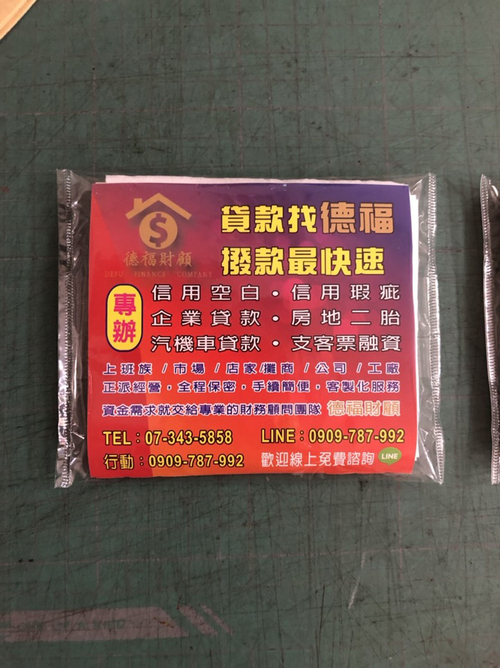 貸款找德福
撥款最快速
$
德福財顧
DEFU FINANCE COMPANY
專辦
信用空白・信用瑕疵
企業貸款・房地二胎
汽機車貸款・支客票融資
上班族/市場/店家/攤商/公司/工廠
正派經營,全程保密,手續簡便,客製化服務
資金需求就交給專業的財務顧問團隊 德福財顧
TEL:07-343-5858 LINE:0909-787-992
行動:0909-787-992 歡迎線上免費諮詢 LINE